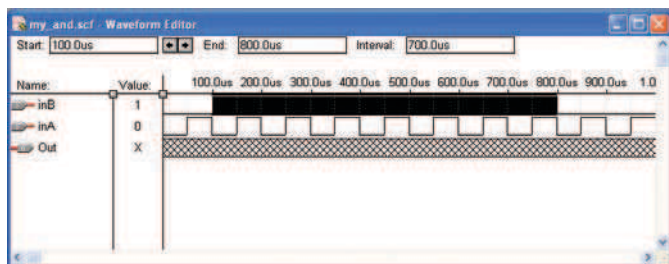 my_and.scf - Waveform Editor
Start: 100.0us End: 800.0us Interval: 700.0us
Name: Value: 100.0us 200.0us 300.0us 400.0us 500.0us 600.0us 700.0us 800.0us 900.0us 1.0
inB 1
inA 0
Out X